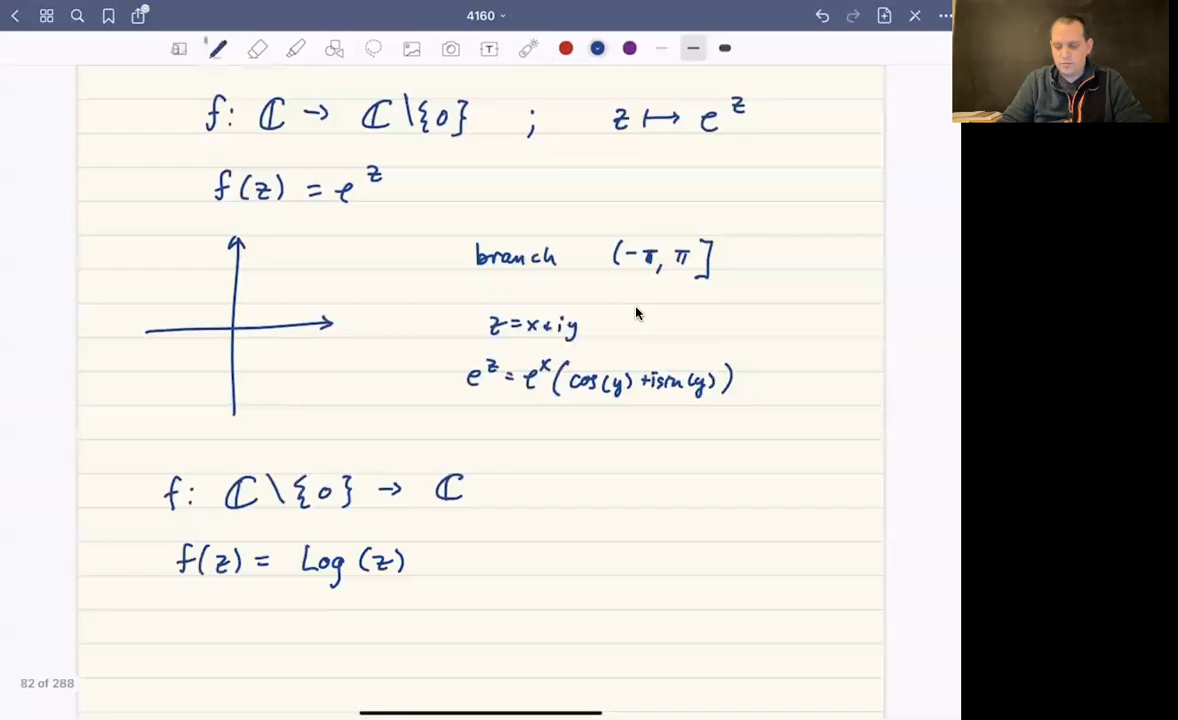 4160
f: ℂ → ℂ\{0} ; z ↦ e^z
f(z) = e^z
branch (-π, π]
z = x + iy
e^z = e^x (cos(y) + i sin(y))
f: ℂ\{0} → ℂ
f(z) = Log(z)
82 of 288